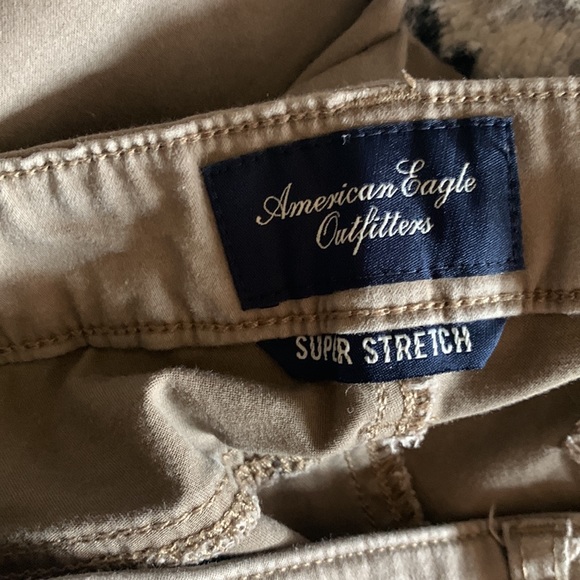 American Eagle
Outfitters
SUPER STRETCH